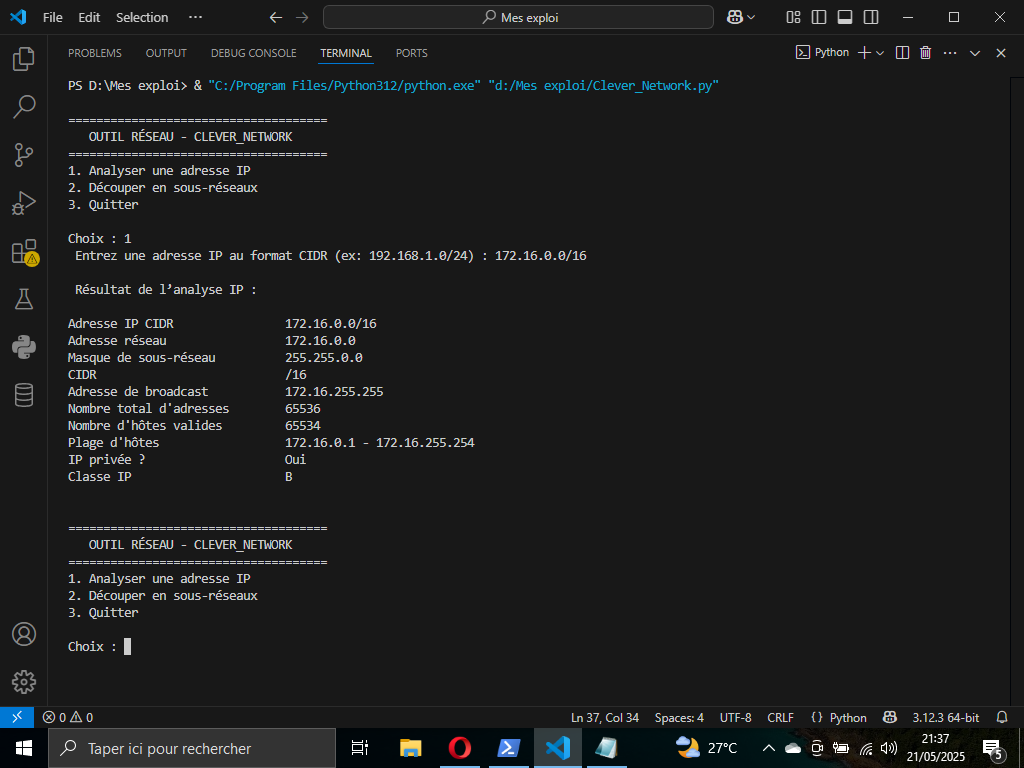 File Edit Selection ··· Mes exploi
PROBLEMS OUTPUT DEBUG CONSOLE TERMINAL PORTS Python
PS D:\Mes exploi> & "C:/Program Files/Python312/python.exe" "d:/Mes exploi/Clever_Network.py"
=====================================
OUTIL RÉSEAU - CLEVER_NETWORK
=====================================
1. Analyser une adresse IP
2. Découper en sous-réseaux
3. Quitter
Choix : 1
Entrez une adresse IP au format CIDR (ex: 192.168.1.0/24) : 172.16.0.0/16
Résultat de l’analyse IP :
Adresse IP CIDR 172.16.0.0/16
Adresse réseau 172.16.0.0
Masque de sous-réseau 255.255.0.0
CIDR /16
Adresse de broadcast 172.16.255.255
Nombre total d'adresses 65536
Nombre d'hôtes valides 65534
Plage d'hôtes 172.16.0.1 - 172.16.255.254
IP privée ? Oui
Classe IP B
=====================================
OUTIL RÉSEAU - CLEVER_NETWORK
=====================================
1. Analyser une adresse IP
2. Découper en sous-réseaux
3. Quitter
Choix :
0 0 Ln 37, Col 34 Spaces: 4 UTF-8 CRLF {} Python 3.12.3 64-bit
Taper ici pour rechercher 27°C 21:37
21/05/2025 5